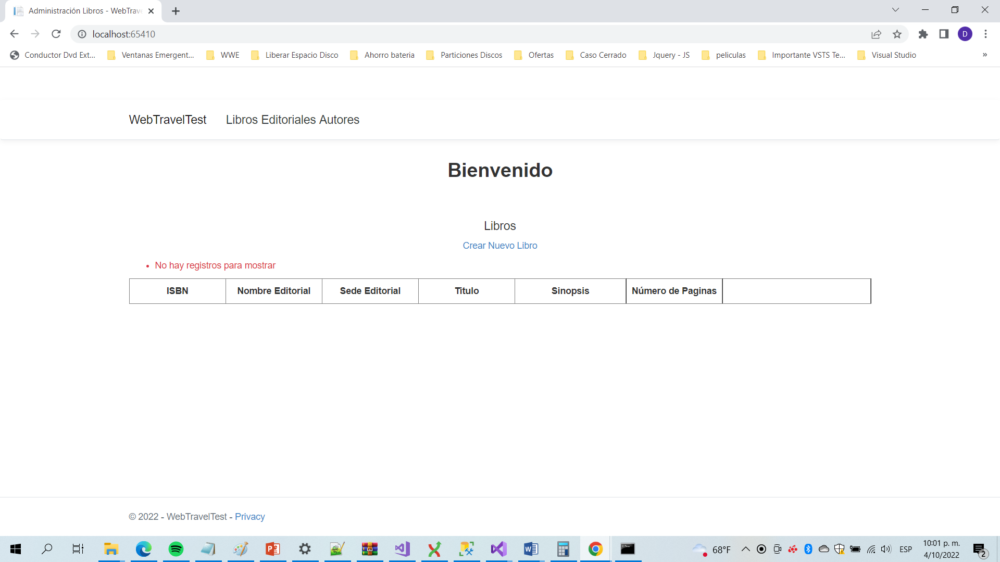 Administración Libros - WebTrave
localhost:65410
D
Conductor Dvd Ext... Ventanas Emergent... WWE Liberar Espacio Disco Ahorro bateria Particiones Discos Ofertas Caso Cerrado Jquery - JS peliculas Importante VSTS Te... Visual Studio »
WebTravelTest Libros Editoriales Autores
Bienvenido
Libros
Crear Nuevo Libro
No hay registros para mostrar
ISBN Nombre Editorial Sede Editorial Titulo Sinopsis Número de Paginas
© 2022 - WebTravelTest - Privacy
68°F ESP 10:01 p. m.
4/10/2022
2